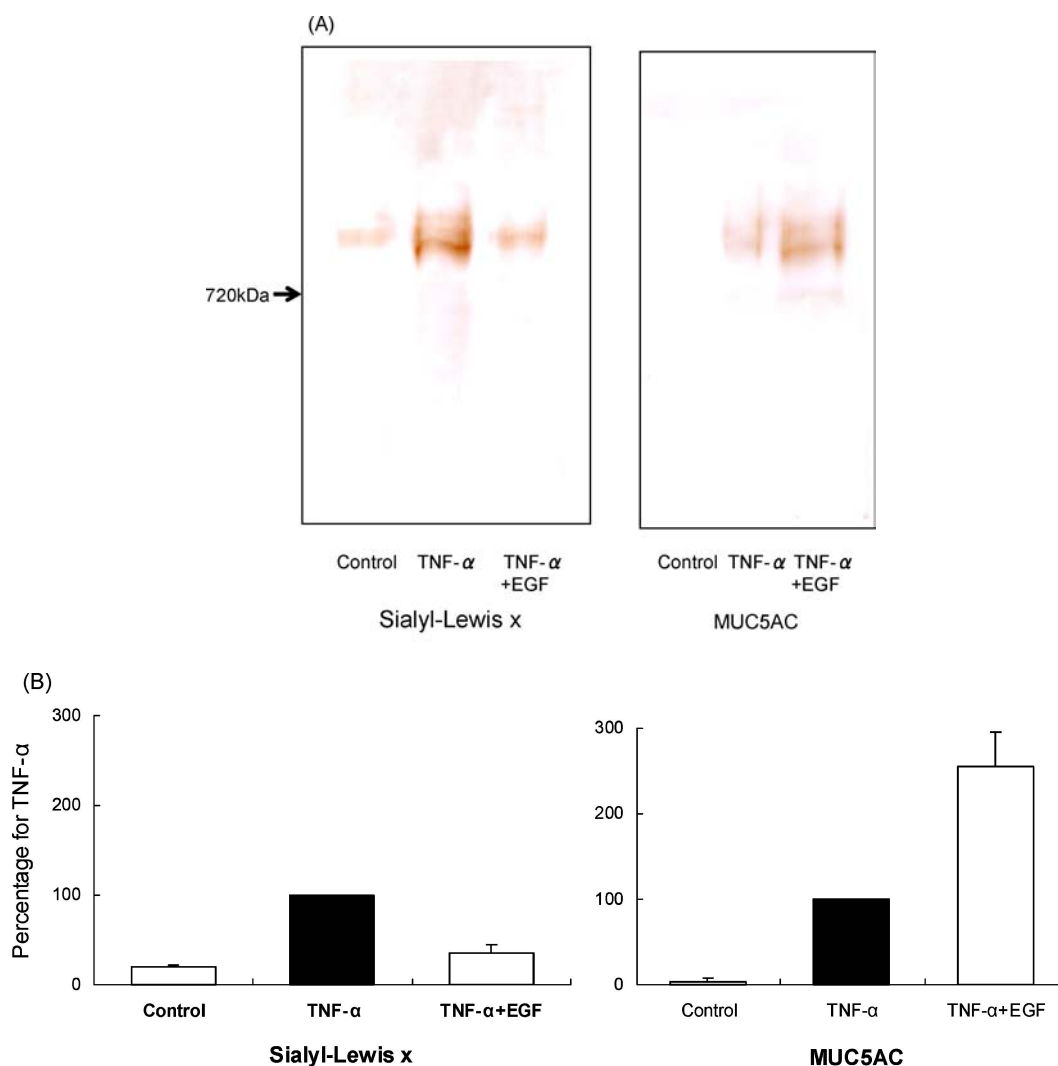 (A)
720kDa
Control TNF-α TNF-α
+EGF
Sialyl-Lewis x
Control TNF-α TNF-α
+EGF
MUC5AC
(B)
Percentage for TNF-α
300
200
100
0
Control TNF-α TNF-α+EGF
Sialyl-Lewis x
300
200
100
0
Control TNF-α TNF-α+EGF
MUC5AC